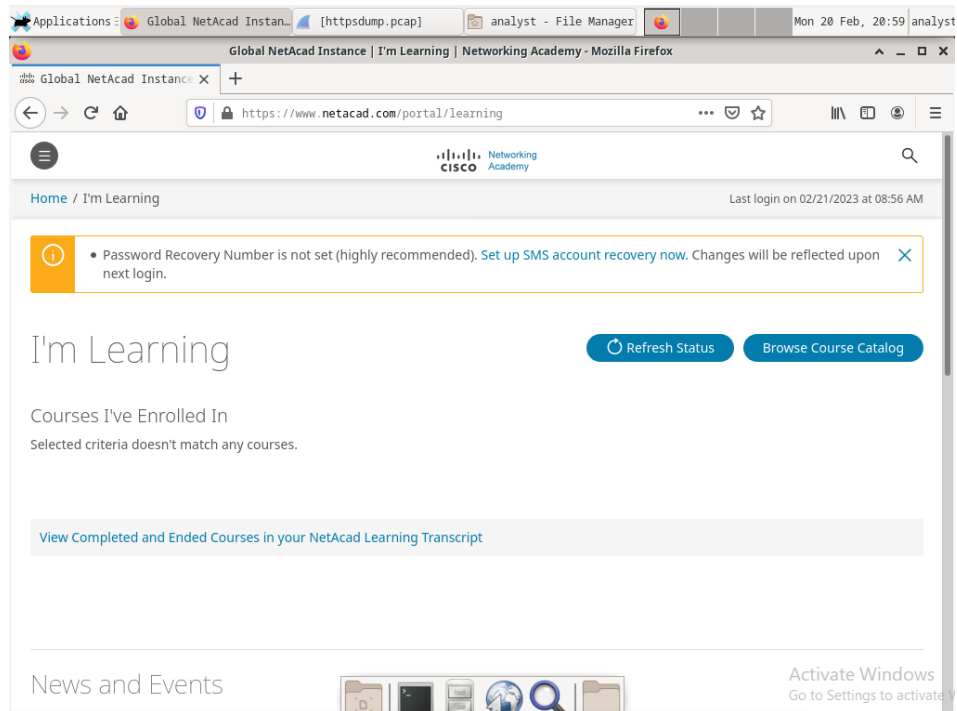 Applications Global NetAcad Instan... [httpsdump.pcap] analyst - File Manager Mon 20 Feb, 20:59 analyst
Global NetAcad Instance | I'm Learning | Networking Academy - Mozilla Firefox
Global NetAcad Instance
https://www.netacad.com/portal/learning
CISCO Networking Academy
Home / I'm Learning Last login on 02/21/2023 at 08:56 AM
• Password Recovery Number is not set (highly recommended). Set up SMS account recovery now. Changes will be reflected upon
next login.
I'm Learning Refresh Status Browse Course Catalog
Courses I've Enrolled In
Selected criteria doesn't match any courses.
View Completed and Ended Courses in your NetAcad Learning Transcript
News and Events
Activate Windows
Go to Settings to activate W